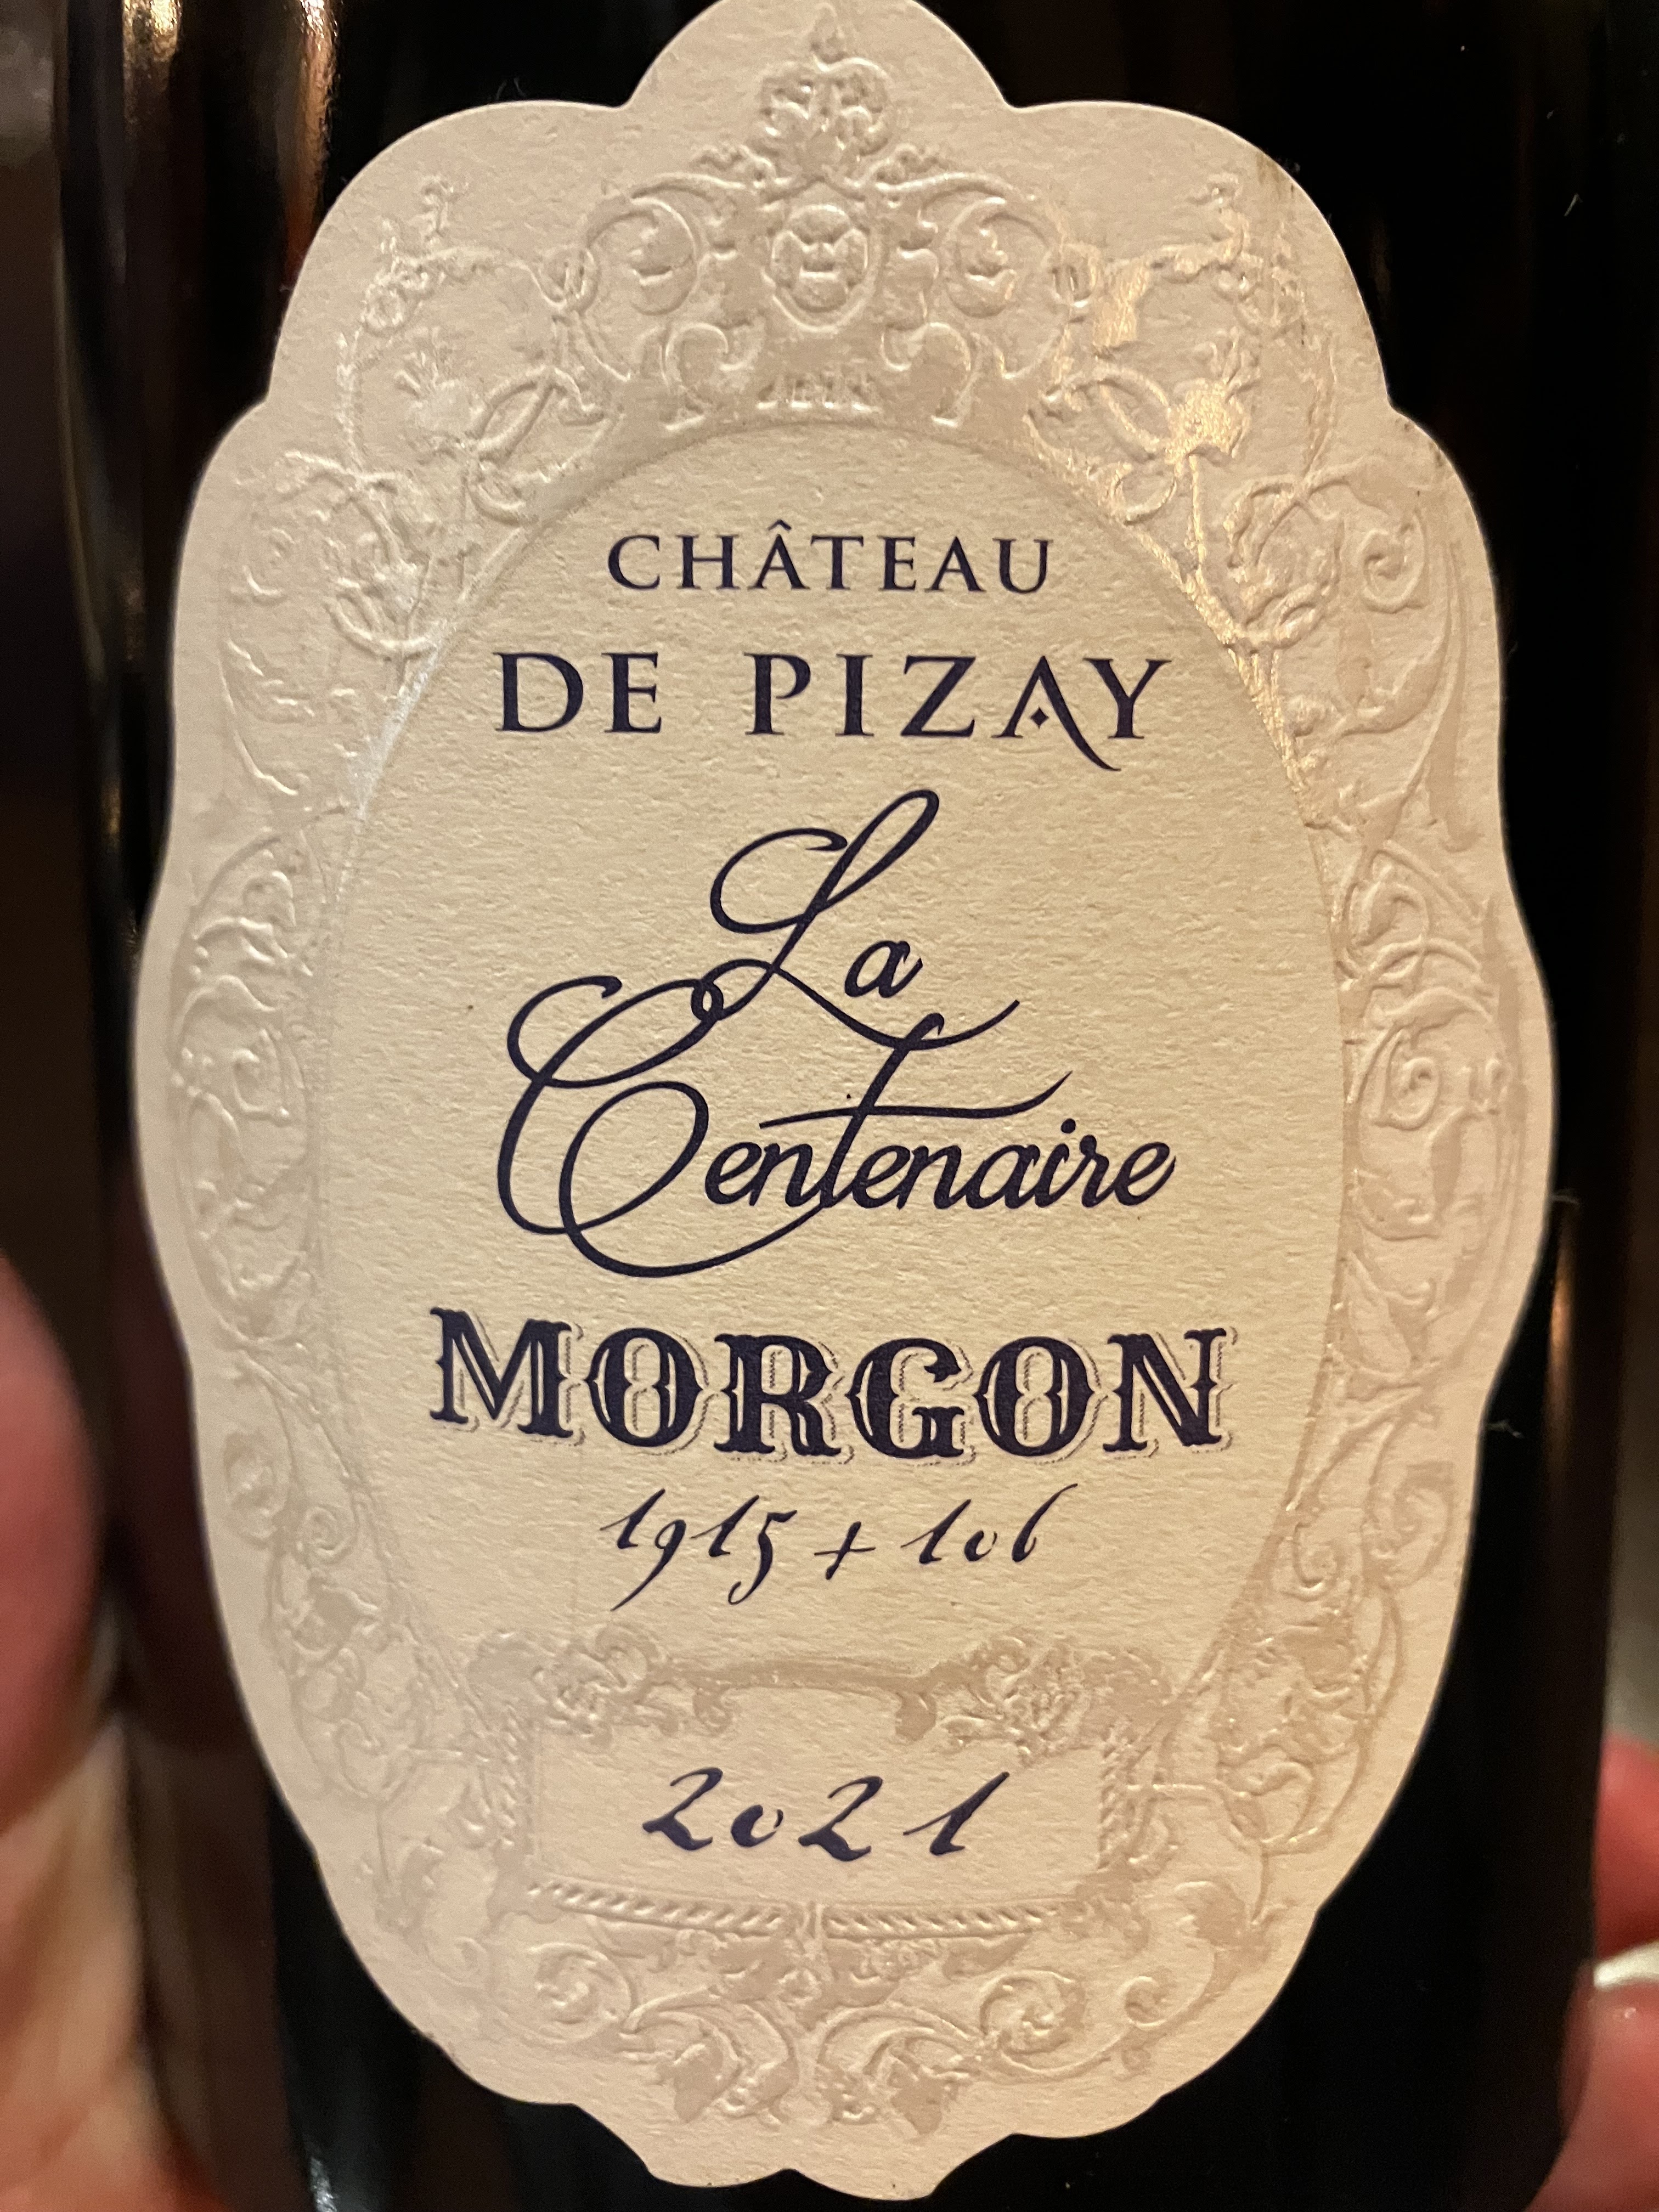 CHÂTEAU
DE PIZAY
La
Centenaire
MORGON
1915 + 106
2021